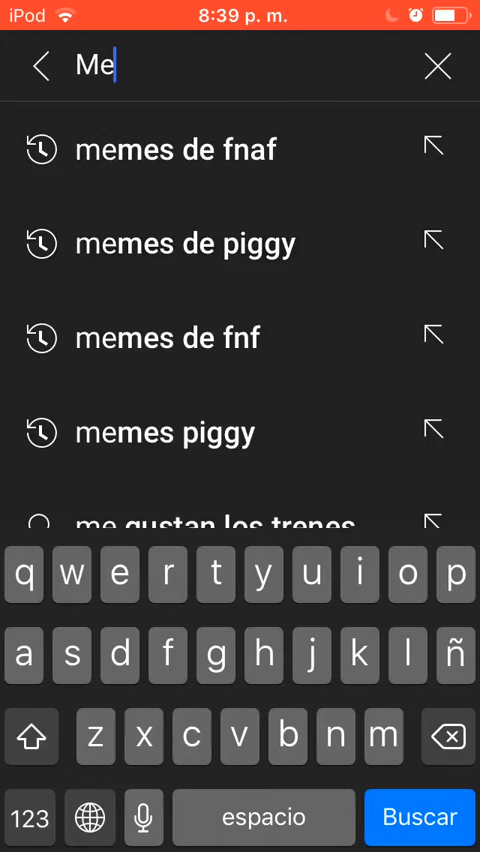 iPod 8:39 p. m.
Me
memes de fnaf
memes de piggy
memes de fnf
memes piggy
me gustan los trenes
q w e r t y u i o p
a s d f g h j k l ñ
z x c v b n m
123 espacio Buscar